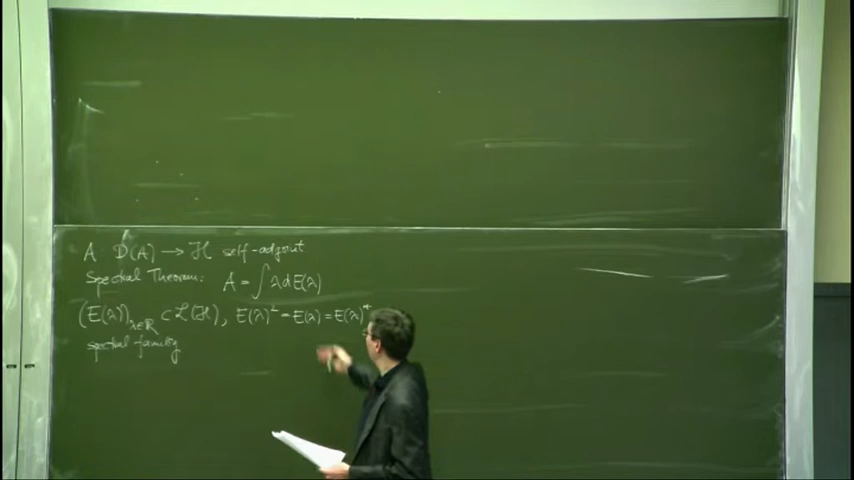 A D(A) → ℋ self-adjoint
Spectral Theorem: A = ∫ λ dE(λ)
(E(λ))_{λ∈ℝ} ⊂ ℒ(ℋ), E(λ)² = E(λ) = E(λ)*
spectral family